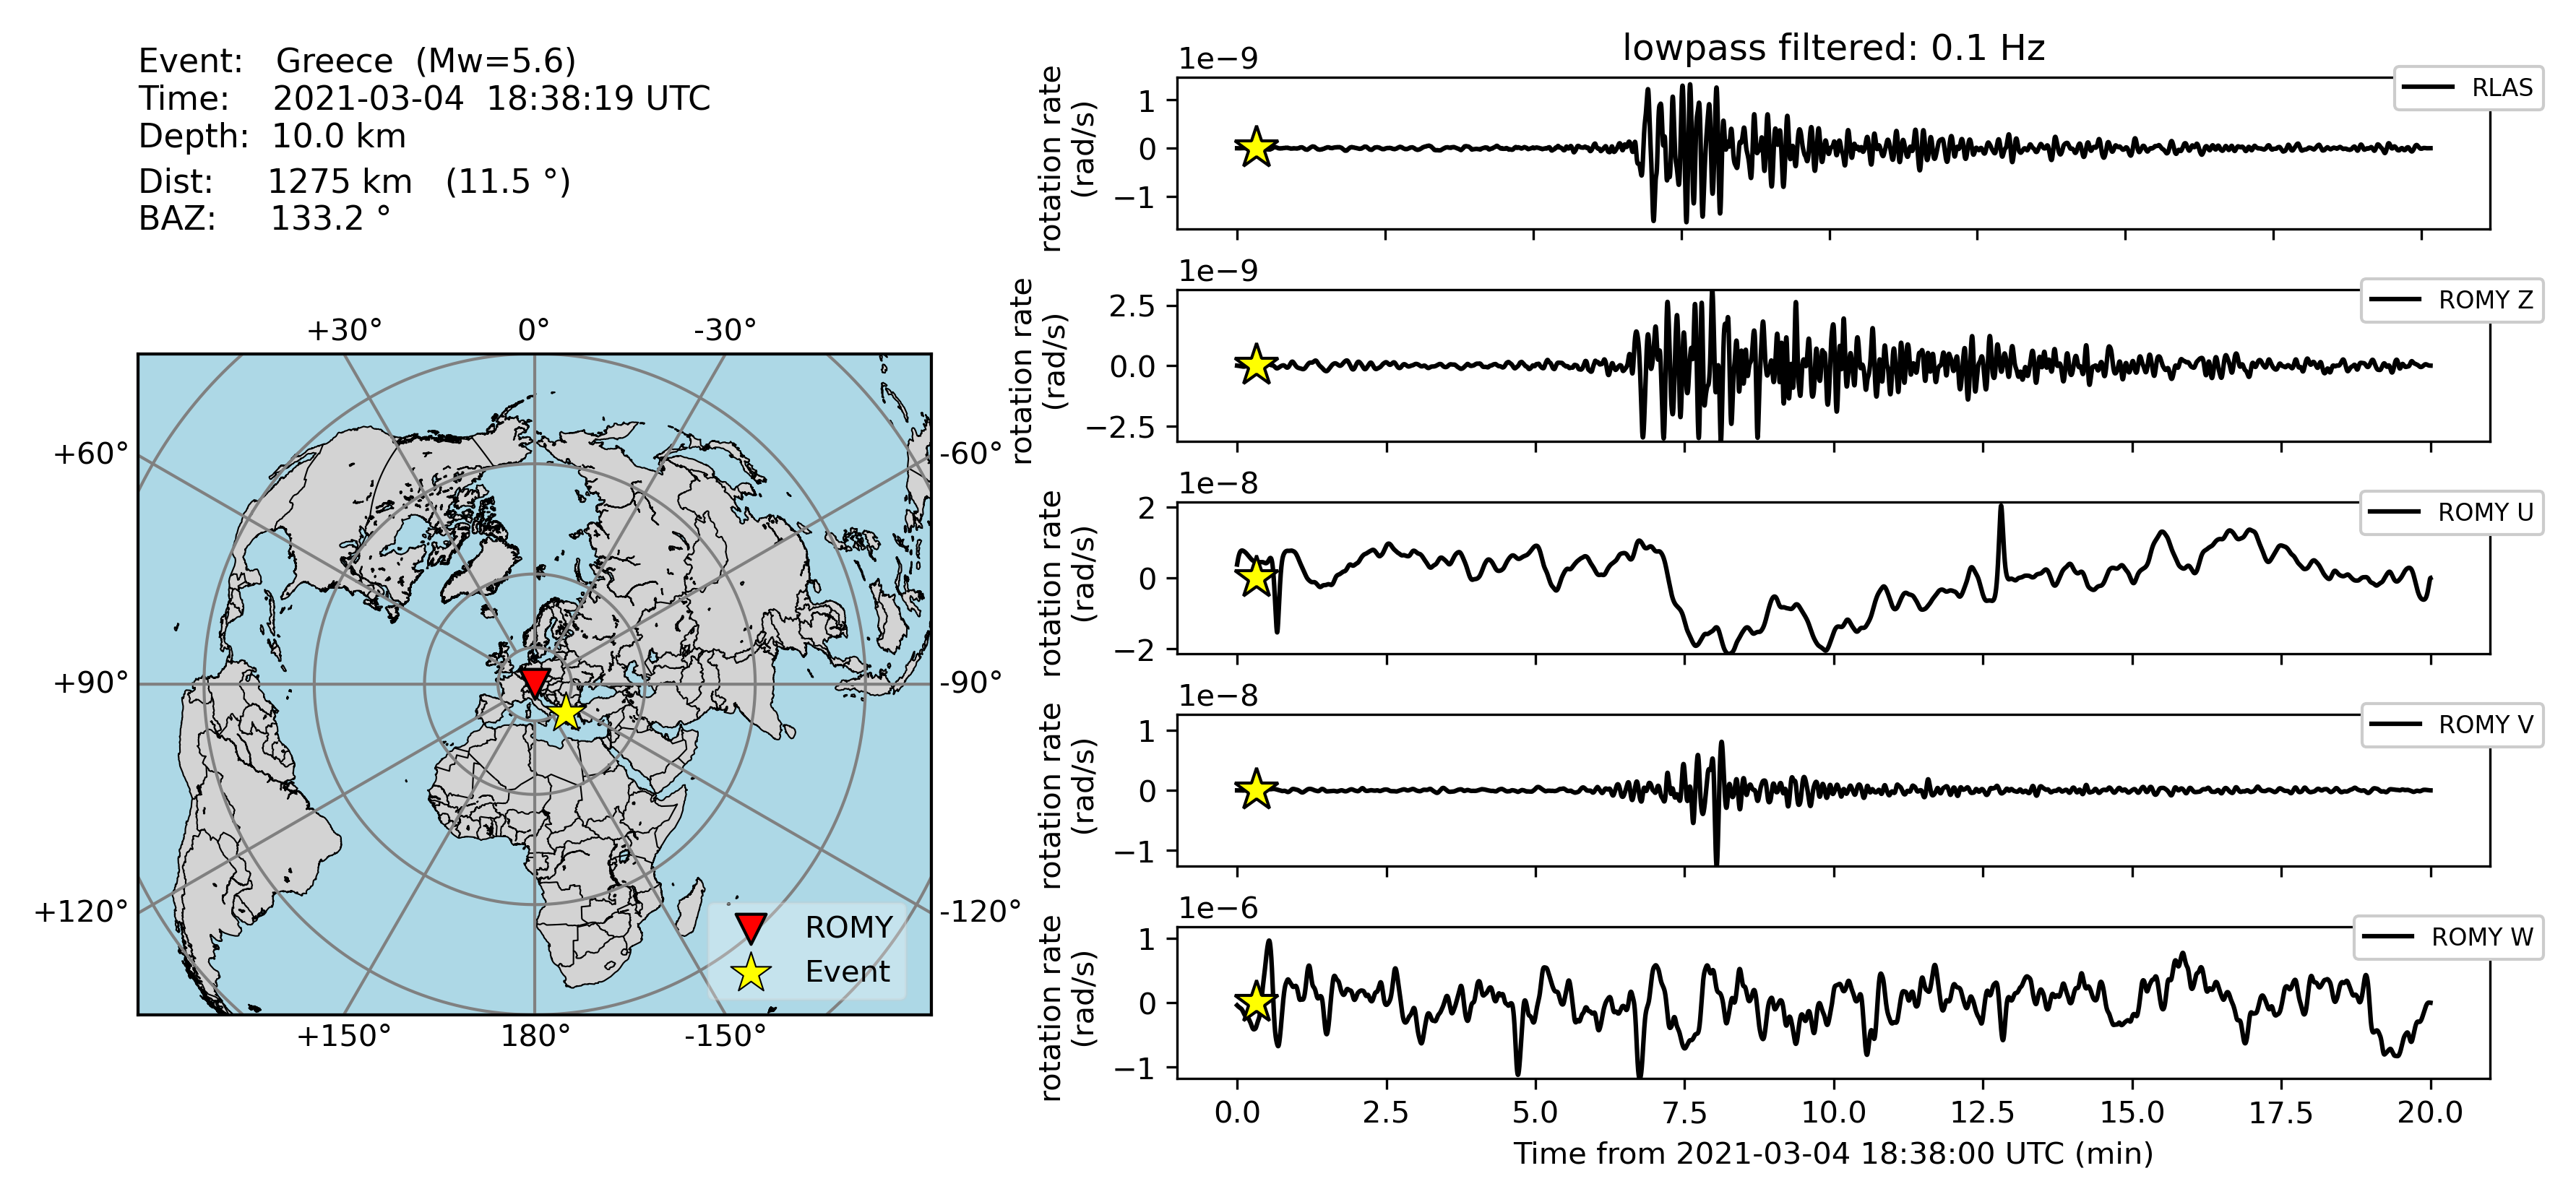 Event: Greece (Mw=5.6)
Time: 2021-03-04 18:38:19 UTC
Depth: 10.0 km
Dist: 1275 km (11.5 °)
BAZ: 133.2 °
+30° 0° -30°
+60° -60°
+90° -90°
+120° -120°
+150° 180° -150°
ROMY
Event
lowpass filtered: 0.1 Hz
1e−9
rotation rate
(rad/s)
1
0
−1
RLAS
1e−9
rotation rate
(rad/s)
2.5
0.0
−2.5
ROMY Z
1e−8
rotation rate
(rad/s)
2
0
−2
ROMY U
1e−8
rotation rate
(rad/s)
1
0
−1
ROMY V
1e−6
rotation rate
(rad/s)
1
0
−1
ROMY W
0.0 2.5 5.0 7.5 10.0 12.5 15.0 17.5 20.0
Time from 2021-03-04 18:38:00 UTC (min)